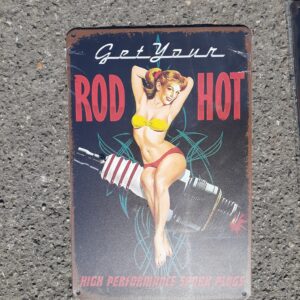 Get Your
ROD HOT
HIGH PERFORMANCE SPARK PLUGS